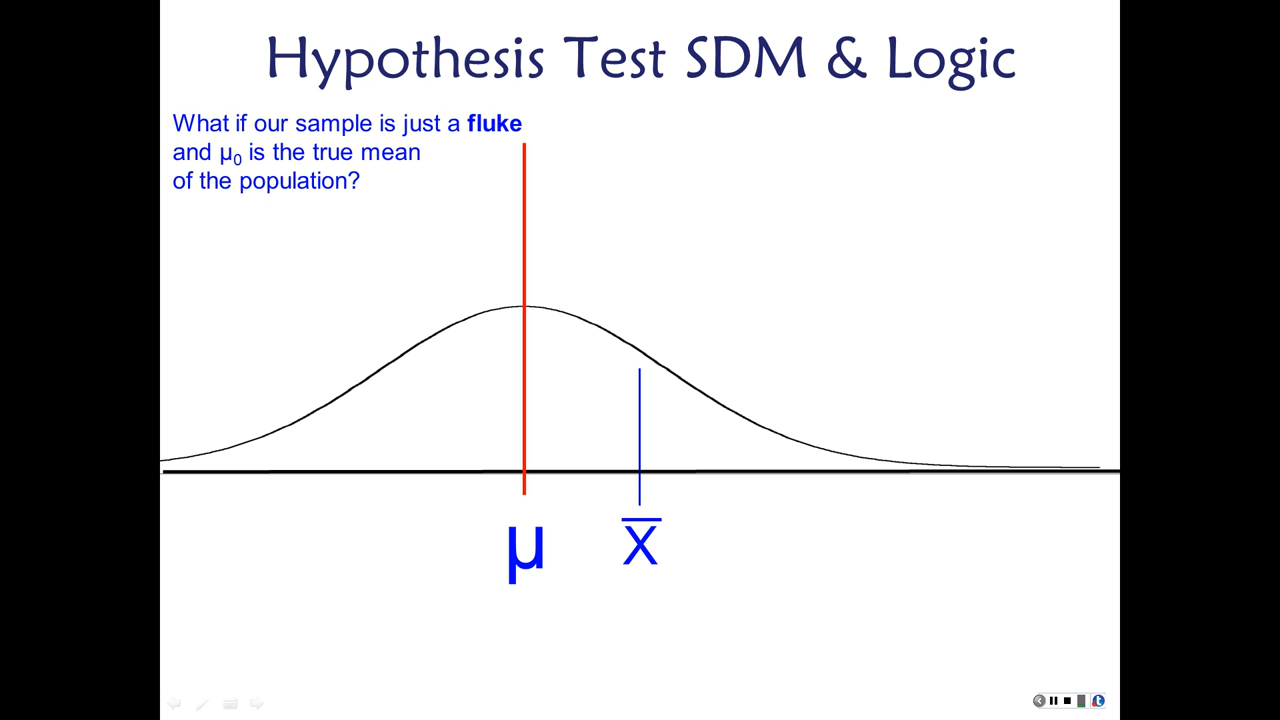 Hypothesis Test SDM & Logic
What if our sample is just a fluke
and μ₀ is the true mean
of the population?
μ x̅